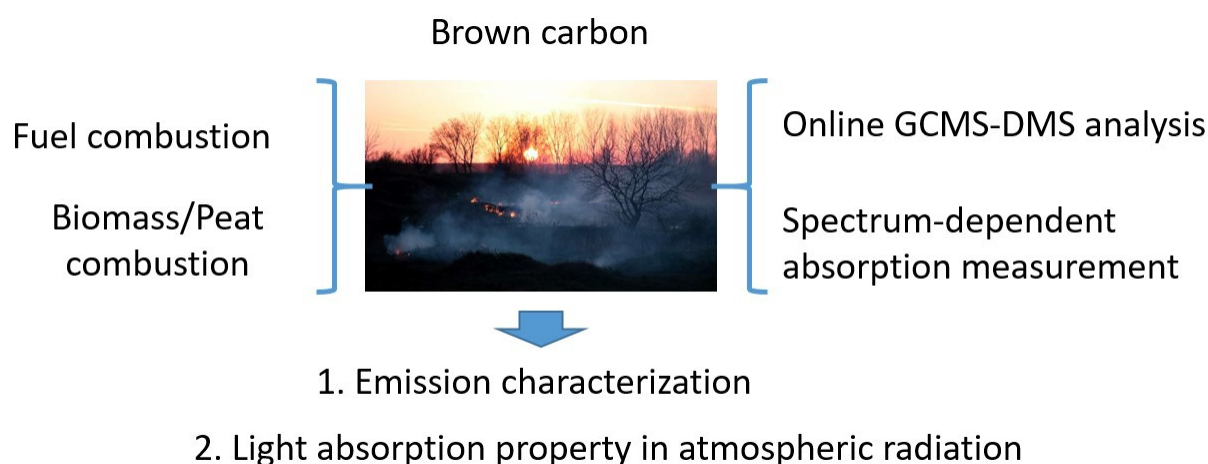 Brown carbon
Fuel combustion
Biomass/Peat
combustion
Online GCMS-DMS analysis
Spectrum-dependent
absorption measurement
1. Emission characterization
2. Light absorption property in atmospheric radiation